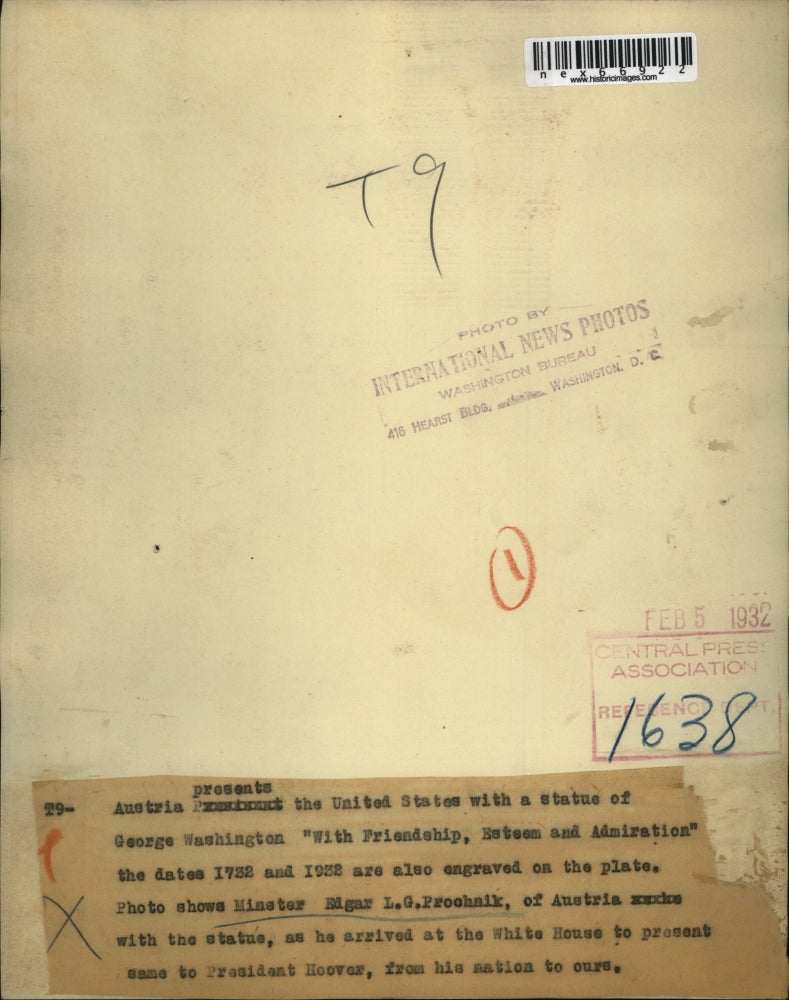 nex66922
www.historicimages.com
T9
PHOTO BY
INTERNATIONAL NEWS PHOTOS
WASHINGTON BUREAU
416 HEARST BLDG. WASHINGTON, D. C.
1
FEB 5 1932
CENTRAL PRESS
ASSOCIATION
REFERENCE DEPT.
1638
presents
T9- Austria the United States with a statue of
George Washington "With Friendship, Esteem and Admiration"
the dates 1732 and 1932 are also engraved on the plate.
Photo shows Minster Edgar L.G.Prochnik, of Austria
X
with the statue, as he arrived at the White House to present
same to President Hoover, from his nation to ours.